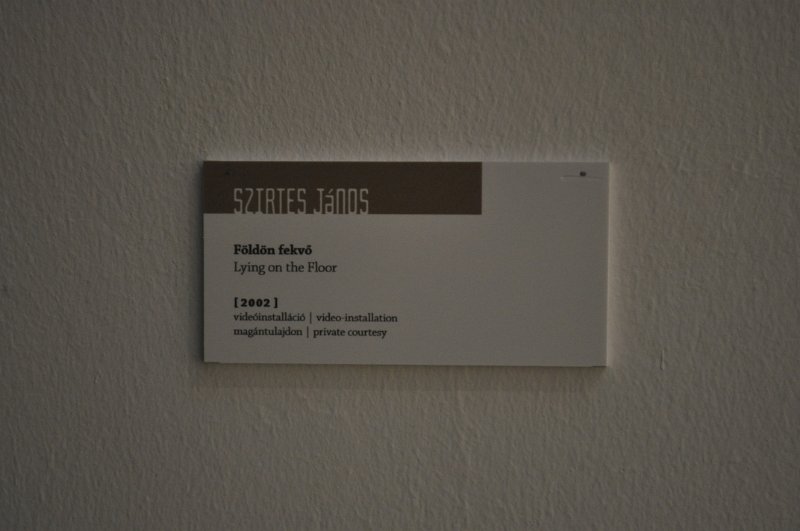 SZIRTES JáNOS
Földön fekvő
Lying on the Floor
[2002]
videóinstalláció | video-installation
magántulajdon | private courtesy